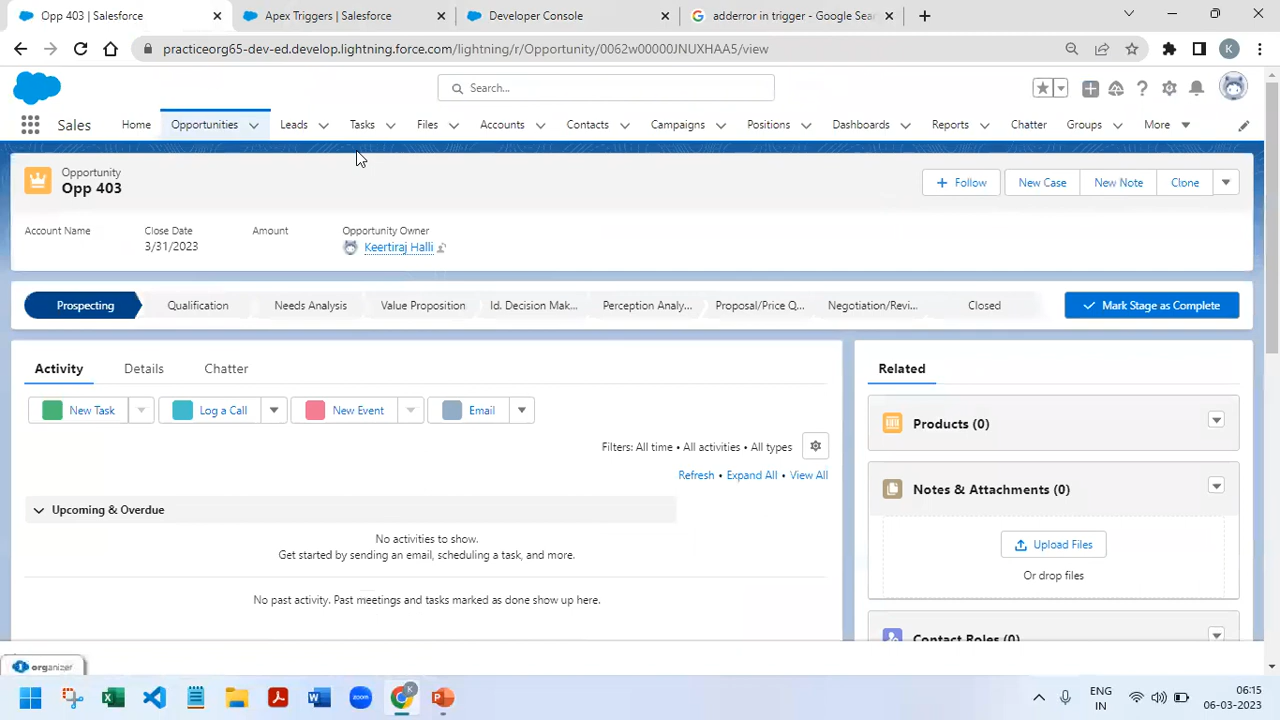 Opp 403 | Salesforce
Apex Triggers | Salesforce
Developer Console
adderror in trigger - Google Sea
practiceorg65-dev-ed.develop.lightning.force.com/lightning/r/Opportunity/0062w00000JNUXHAA5/view
K
Search...
Sales
Home
Opportunities
Leads
Tasks
Files
Accounts
Contacts
Campaigns
Positions
Dashboards
Reports
Chatter
Groups
More
Opportunity
Opp 403
Follow
New Case
New Note
Clone
Account Name
Close Date
Amount
Opportunity Owner
3/31/2023
Keertiraj Halli
Prospecting
Qualification
Needs Analysis
Value Proposition
Id. Decision Mak...
Perception Analy...
Proposal/Price Q...
Negotiation/Revi...
Closed
Mark Stage as Complete
Activity
Details
Chatter
Related
New Task
Log a Call
New Event
Email
Products (0)
Filters: All time • All activities • All types
Refresh • Expand All • View All
Notes & Attachments (0)
Upcoming & Overdue
No activities to show.
Get started by sending an email, scheduling a task, and more.
Upload Files
Or drop files
No past activity. Past meetings and tasks marked as done show up here.
Contact Roles (0)
organizer
zoom
K
ENG
IN
06:15
06-03-2023